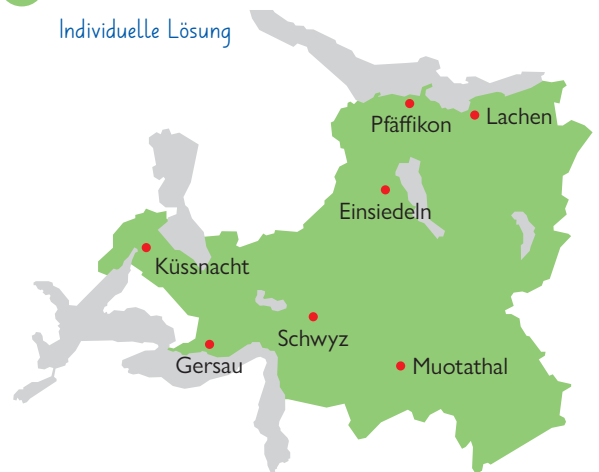 Individuelle Lösung
Pfäffikon
Lachen
Einsiedeln
Küssnacht
Schwyz
Gersau
Muotathal